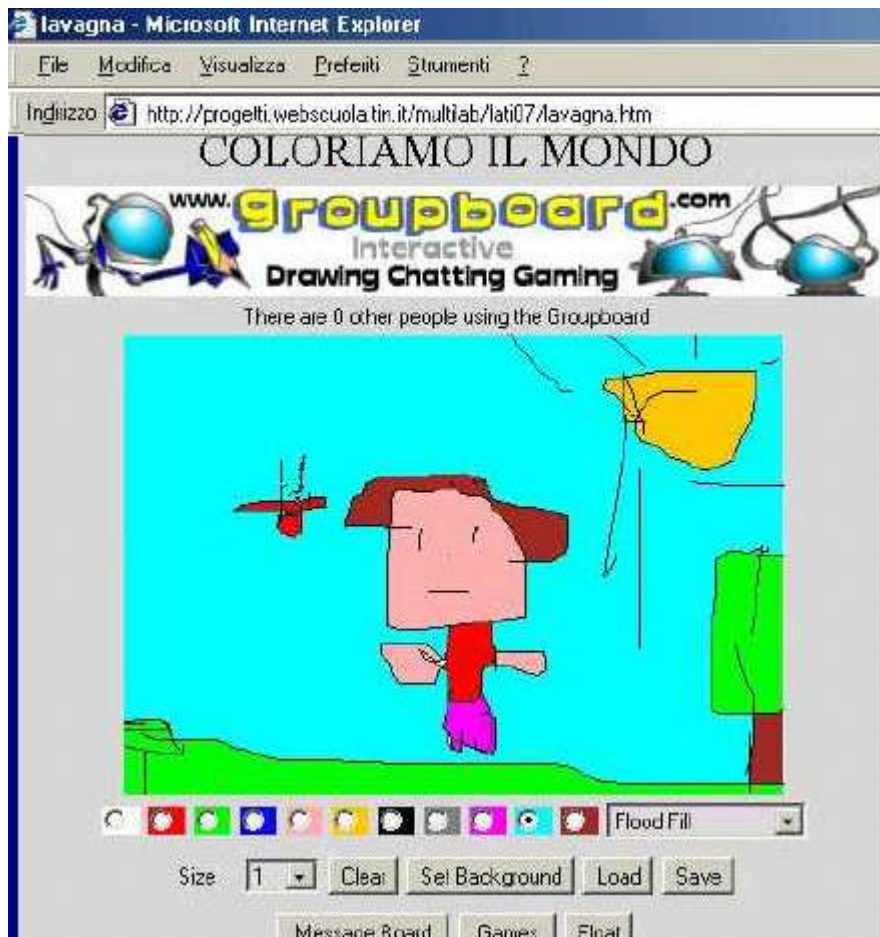 lavagna - Microsoft Internet Explorer
File Modifica Visualizza Preferiti Strumenti ?
Indirizzo http://progetti.webscuola.tin.it/multilab/lati07/lavagna.htm
COLORIAMO IL MONDO
www.groupboard.com
Interactive
Drawing Chatting Gaming
There are 0 other people using the Groupboard
Flood Fill
Size 1 Clear Set Background Load Save
Message Board Games Float